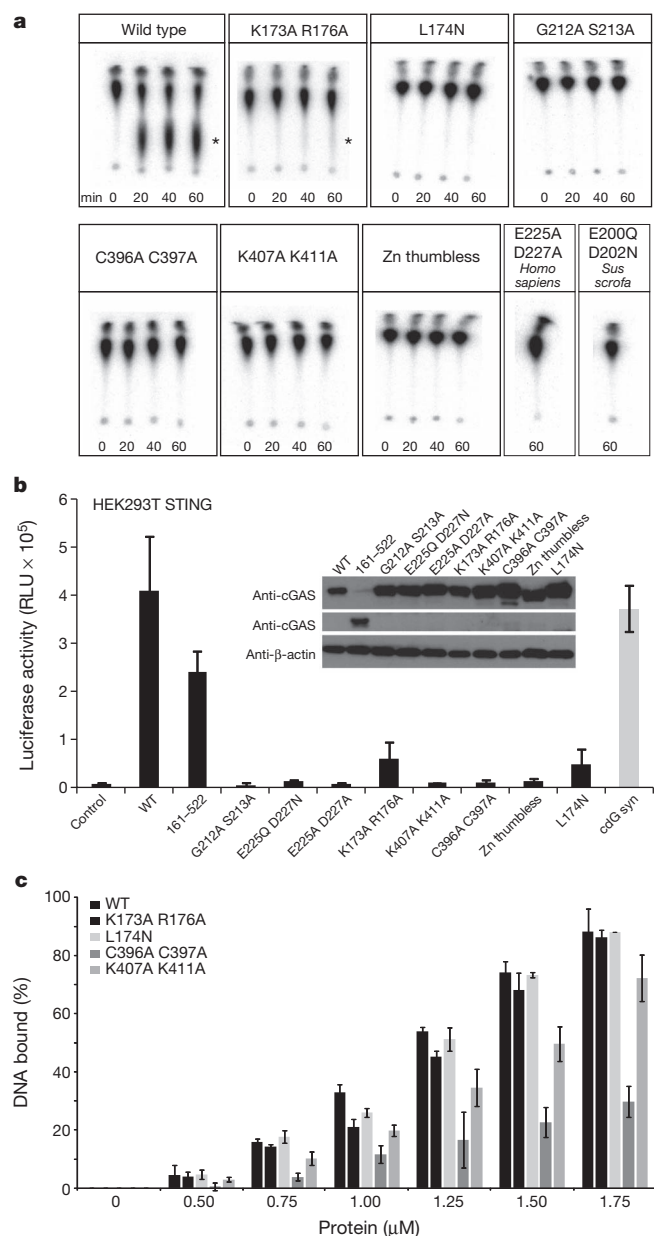 a
Wild type
K173A R176A
L174N
G212A S213A
*
*
min 0 20 40 60
0 20 40 60
0 20 40 60
0 20 40 60
C396A C397A
K407A K411A
Zn thumbless
E225A
D227A
Homo
sapiens
E200Q
D202N
Sus
scrofa
0 20 40 60
0 20 40 60
0 20 40 60
60
60
b
HEK293T STING
Luciferase activity (RLU × 10⁵)
6
5
4
3
2
1
0
WT
161–522
G212A S213A
E225Q D227N
E225A D227A
K173A R176A
K407A K411A
C396A C397A
Zn thumbless
L174N
Anti-cGAS
Anti-cGAS
Anti-β-actin
Control
WT
161–522
G212A S213A
E225Q D227N
E225A D227A
K173A R176A
K407A K411A
C396A C397A
Zn thumbless
L174N
cdG syn
c
DNA bound (%)
100
80
60
40
20
0
WT
K173A R176A
L174N
C396A C397A
K407A K411A
0 0.50 0.75 1.00 1.25 1.50 1.75
Protein (μM)